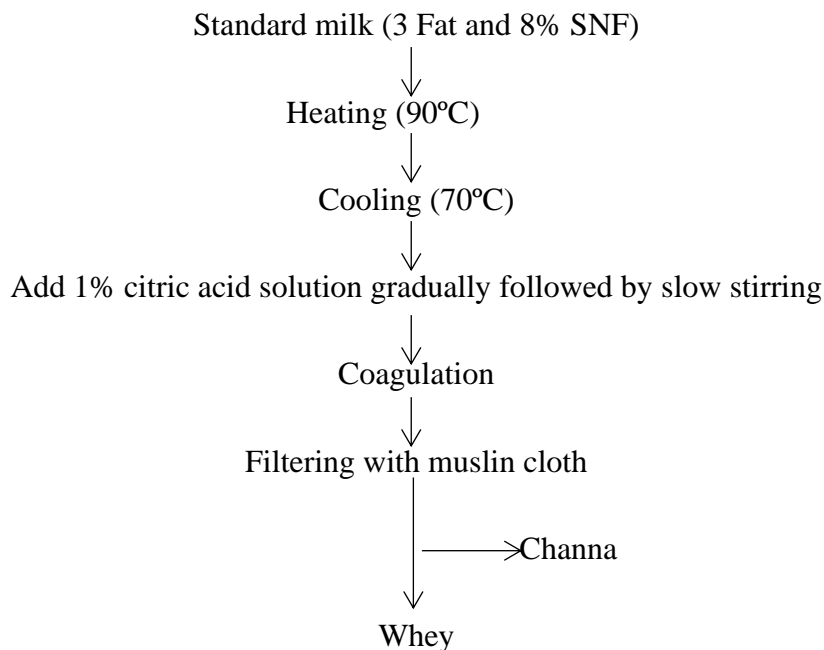 Standard milk (3 Fat and 8% SNF)
Heating (90ºC)
Cooling (70ºC)
Add 1% citric acid solution gradually followed by slow stirring
Coagulation
Filtering with muslin cloth
Channa
Whey